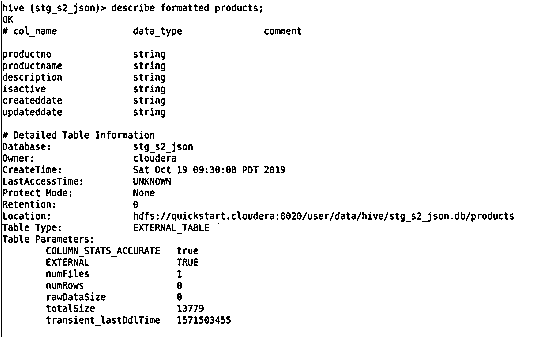 hive (stg_s2_json)> describe formatted products;
OK
# col_name data_type comment
productno string
productname string
description string
isactive string
createddate string
updateddate string
# Detailed Table Information
Database: stg_s2_json
Owner: cloudera
CreateTime: Sat Oct 19 09:30:08 PDT 2019
LastAccessTime: UNKNOWN
Protect Mode: None
Retention: 0
Location: hdfs://quickstart.cloudera:8020/user/data/hive/stg_s2_json.db/products
Table Type: EXTERNAL_TABLE
Table Parameters:
COLUMN_STATS_ACCURATE true
EXTERNAL TRUE
numFiles 1
numRows 0
rawDataSize 0
totalSize 13779
transient_lastDdlTime 1571503455